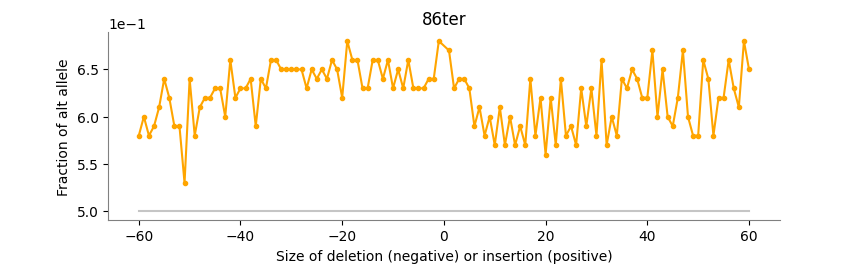 86ter
1e−1
Fraction of alt allele
6.5
6.0
5.5
5.0
−60 −40 −20 0 20 40 60
Size of deletion (negative) or insertion (positive)